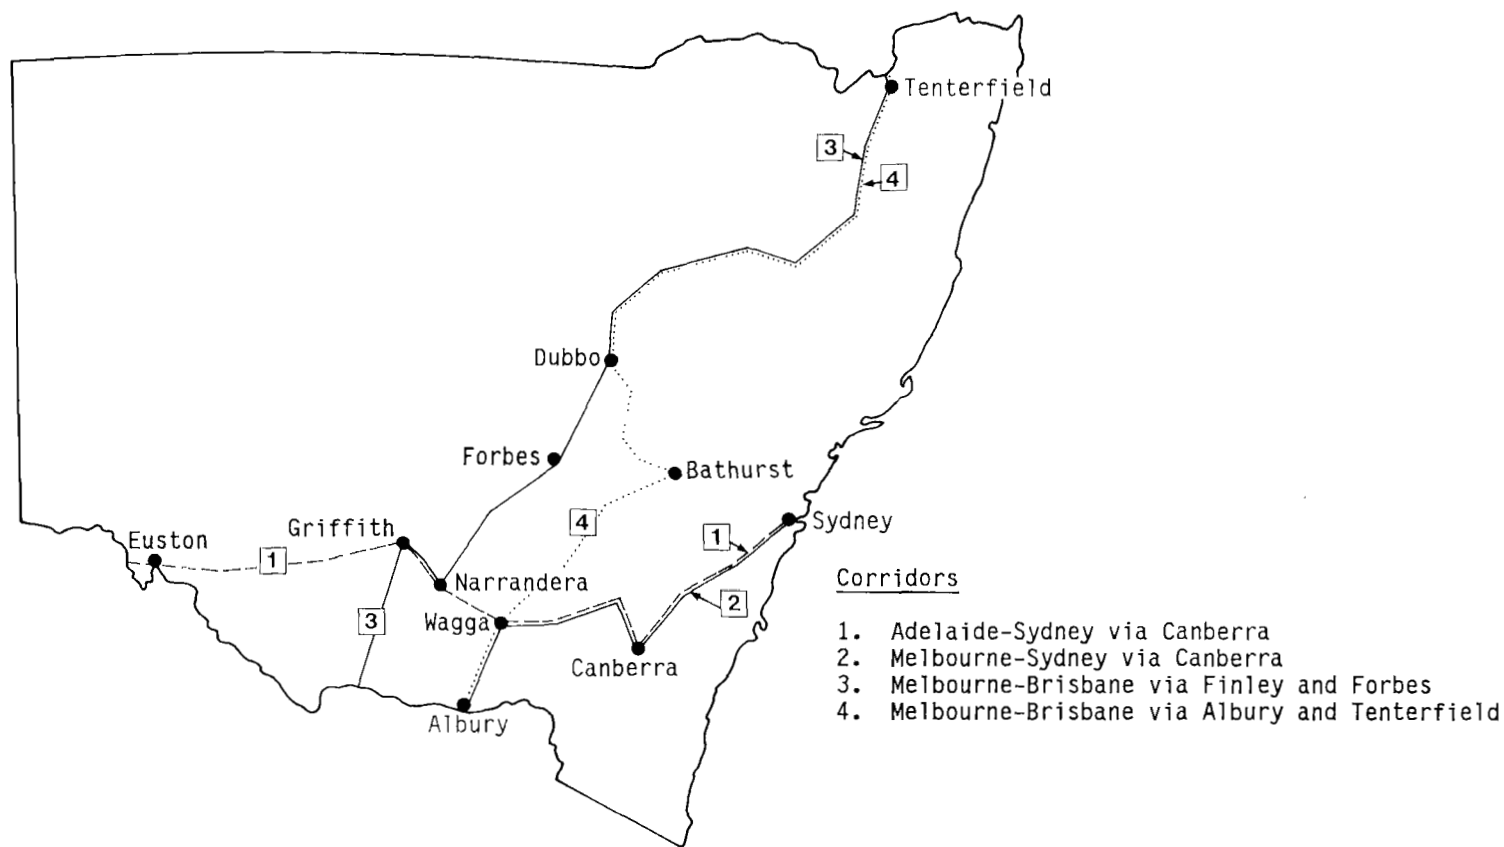 Tenterfield
3
4
Dubbo
Forbes
Bathurst
4
Sydney
Griffith
Euston
1
1
Narrandera
2
3
Wagga
Canberra
Albury
Corridors
1. Adelaide-Sydney via Canberra
2. Melbourne-Sydney via Canberra
3. Melbourne-Brisbane via Finley and Forbes
4. Melbourne-Brisbane via Albury and Tenterfield